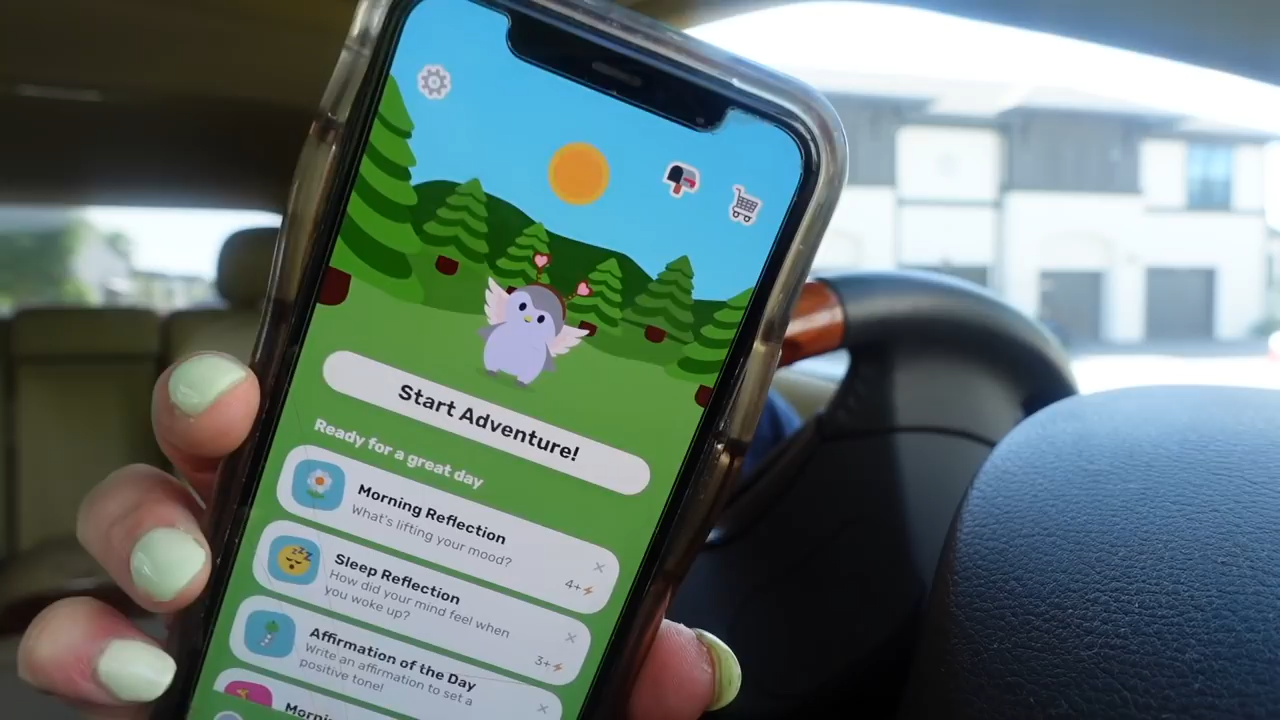 Start Adventure!
Ready for a great day
Morning Reflection
What's lifting your mood?
4+
Sleep Reflection
How did your mind feel when
you woke up?
3+
Affirmation of the Day
Write an affirmation to set a
positive tone!